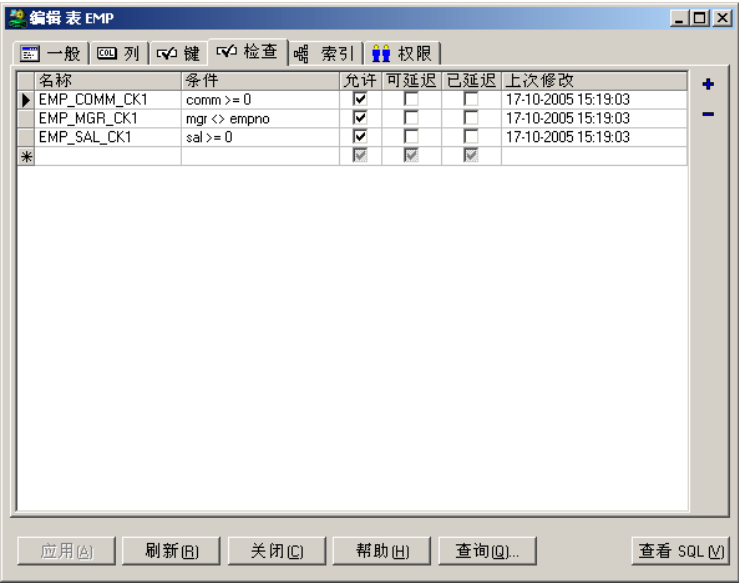 编辑 表 EMP
一般 COL 列 键 检查 索引 权限
名称 条件 允许 可延迟 已延迟 上次修改
EMP_COMM_CK1 comm >= 0 17-10-2005 15:19:03
EMP_MGR_CK1 mgr <> empno 17-10-2005 15:19:03
EMP_SAL_CK1 sal >= 0 17-10-2005 15:19:03
应用(A) 刷新(R) 关闭(C) 帮助(H) 查询(Q)... 查看 SQL(V)